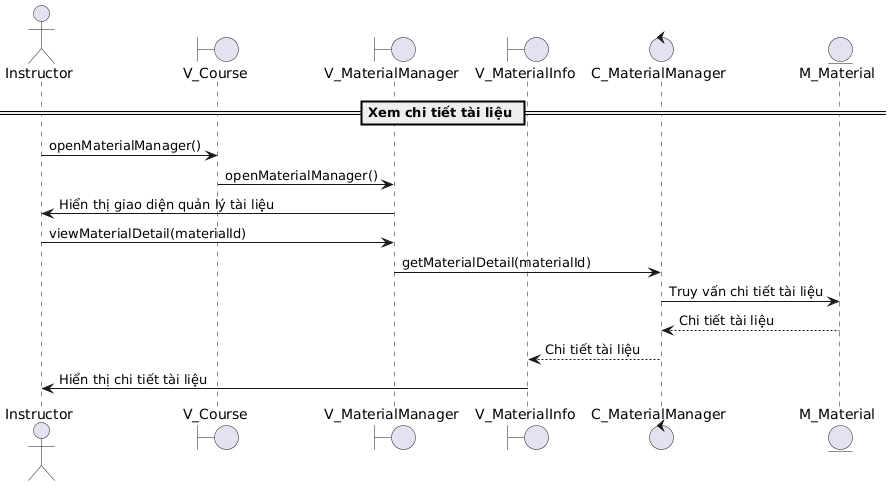 Instructor
V_Course
V_MaterialManager
V_MaterialInfo
C_MaterialManager
M_Material
Xem chi tiết tài liệu
openMaterialManager()
openMaterialManager()
Hiển thị giao diện quản lý tài liệu
viewMaterialDetail(materialId)
getMaterialDetail(materialId)
Truy vấn chi tiết tài liệu
Chi tiết tài liệu
Chi tiết tài liệu
Hiển thị chi tiết tài liệu
Instructor
V_Course
V_MaterialManager
V_MaterialInfo
C_MaterialManager
M_Material